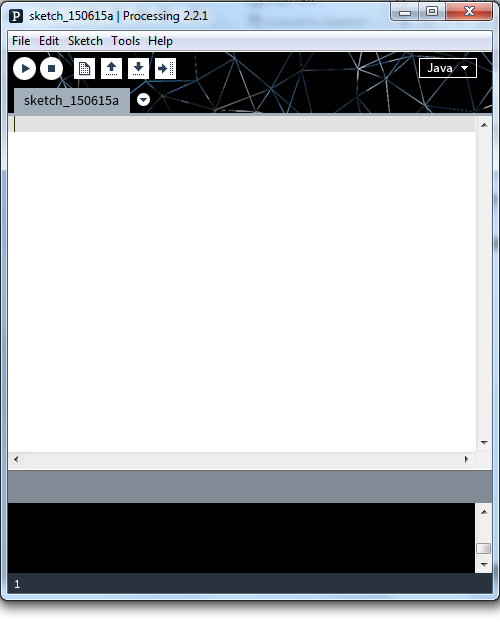 sketch_150615a | Processing 2.2.1
File Edit Sketch Tools Help
Java
sketch_150615a
1